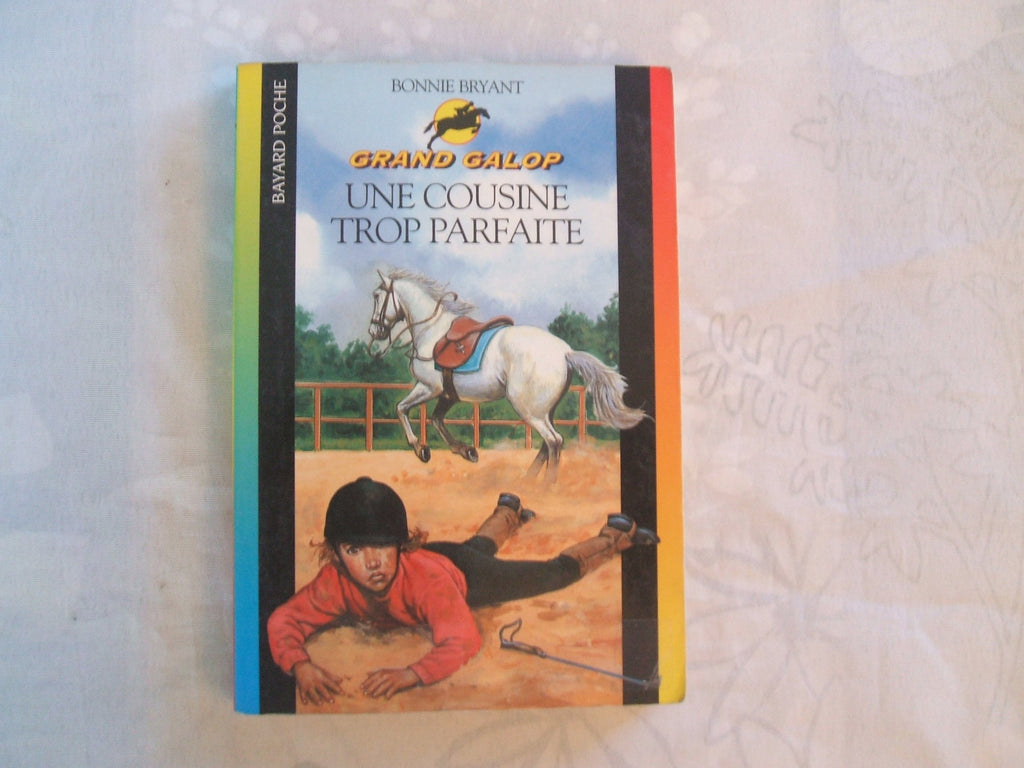 BAYARD POCHE
BONNIE BRYANT
GRAND GALOP
UNE COUSINE
TROP PARFAITE